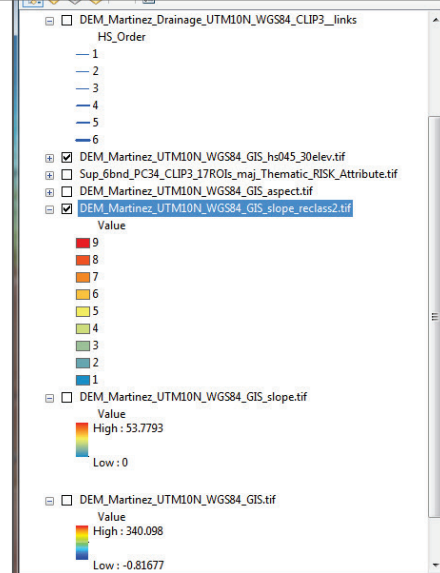 DEM_Martinez_Drainage_UTM10N_WGS84_CLIP3__links
HS_Order
1
2
3
4
5
6
DEM_Martinez_UTM10N_WGS84_GIS_hs045_30elev.tif
Sup_6bnd_PC34_CLIP3_17ROIs_maj_Thematic_RISK_Attribute.tif
DEM_Martinez_UTM10N_WGS84_GIS_aspect.tif
DEM_Martinez_UTM10N_WGS84_GIS_slope_reclass2.tif
Value
9
8
7
6
5
4
3
2
1
DEM_Martinez_UTM10N_WGS84_GIS_slope.tif
Value
High : 53.7793
Low : 0
DEM_Martinez_UTM10N_WGS84_GIS.tif
Value
High : 340.098
Low : -0.81677